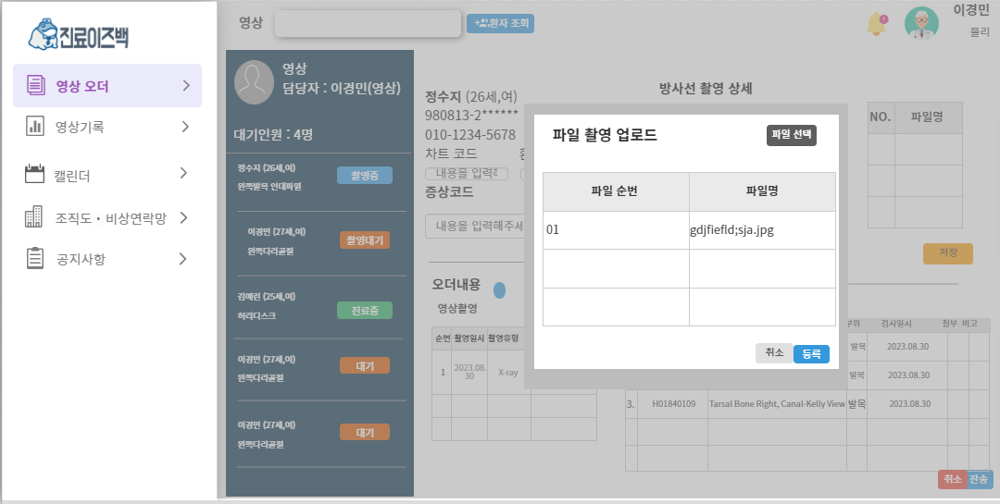 진료이즈백
영상 오더
영상기록
캘린더
조직도・비상연락망
공지사항
영상
+환자 조회
이경민
물리
영상
담당자 : 이경민(영상)
대기인원 : 4명
정수지 (26세,여)
왼쪽발목 인대파열
촬영중
이경민 (27세,여)
왼쪽다리골절
촬영대기
김예린 (25세,여)
허리디스크
진료중
이경민 (27세,여)
왼쪽다리골절
대기
이경민 (27세,여)
왼쪽다리골절
대기
정수지 (26세,여)
980813-2******
010-1234-5678
차트 코드
내용을 입력
증상코드
내용을 입력해주세
오더내용
영상촬영
순번 촬영일시 촬영유형
1 2023.08.30 X-ray
방사선 촬영 상세
NO. 파일명
저장
파일 촬영 업로드
파일 선택
파일 순번 파일명
01 gdjfiefld;sja.jpg
취소 등록
부위 검사일시 첨부 비고
발목 2023.08.30
발목 2023.08.30
3. H01840109 Tarsal Bone Right, Canal-Kelly View 발목 2023.08.30
취소 전송